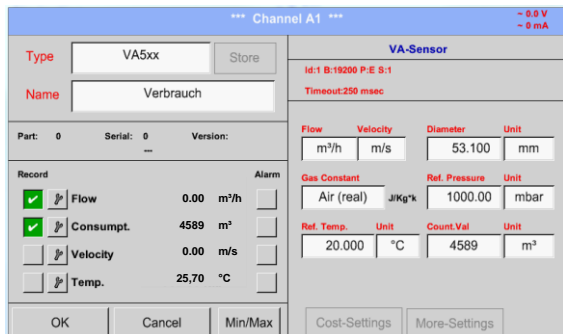 *** Channel A1 ***
~ 0.0 V
~ 0 mA
Type VA5xx Store
Name Verbrauch
Part: 0 Serial: 0 Version:
---
Record Alarm
Flow 0.00 m³/h
Consumpt. 4589 m³
Velocity 0.00 m/s
Temp. 25,70 °C
OK Cancel Min/Max
VA-Sensor
Id:1 B:19200 P:E S:1
Timeout:250 msec
Flow Velocity Diameter Unit
m³/h m/s 53.100 mm
Gas Constant Ref. Pressure Unit
Air (real) J/Kg*k 1000.00 mbar
Ref. Temp. Unit Count.Val Unit
20.000 °C 4589 m³
Cost-Settings More-Settings